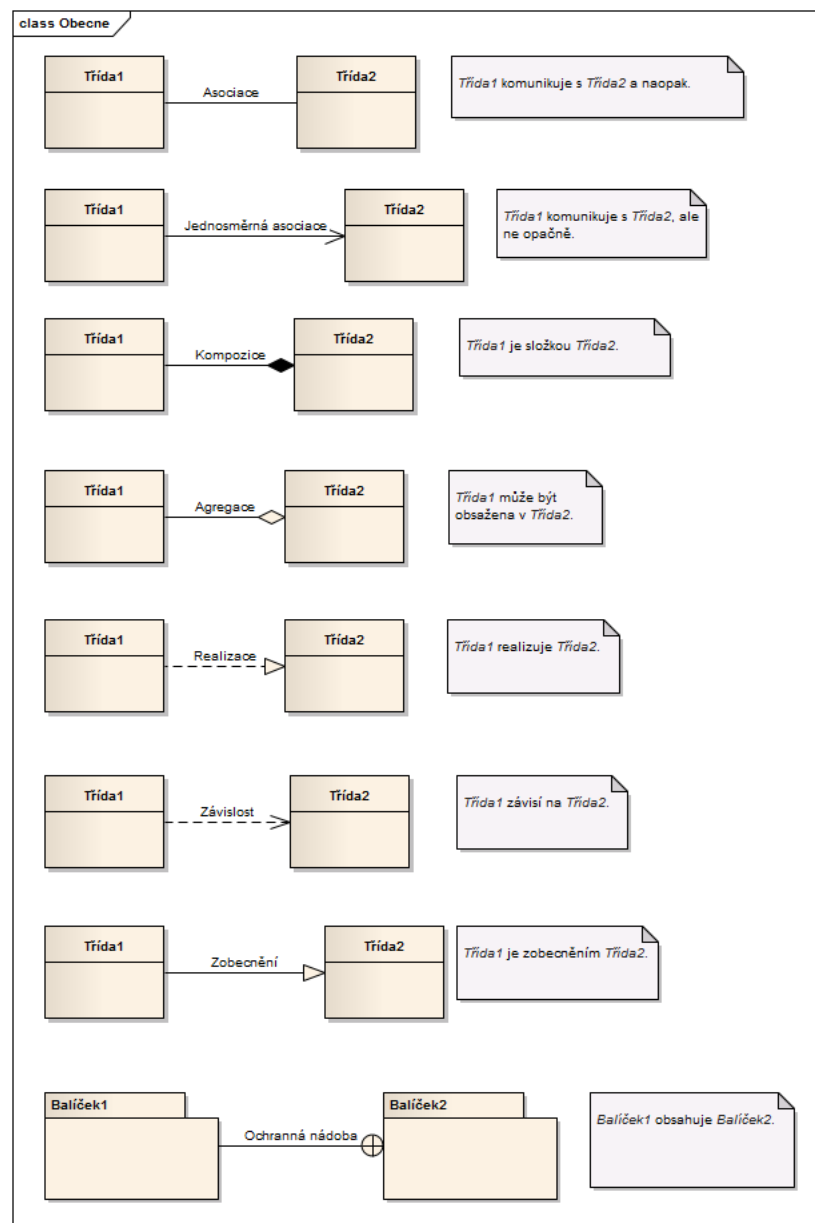 class Obecne
Třída1
Asociace
Třída2
Třída1 komunikuje s Třída2 a naopak.
Třída1
Jednosměrná asociace
Třída2
Třída1 komunikuje s Třída2, ale
ne opačně.
Třída1
Kompozice
Třída2
Třída1 je složkou Třída2.
Třída1
Agregace
Třída2
Třída1 může být
obsažena v Třída2.
Třída1
Realizace
Třída2
Třída1 realizuje Třída2.
Třída1
Závislost
Třída2
Třída1 závisí na Třída2.
Třída1
Zobecnění
Třída2
Třída1 je zobecněním Třída2.
Balíček1
Ochranná nádoba
Balíček2
Balíček1 obsahuje Balíček2.